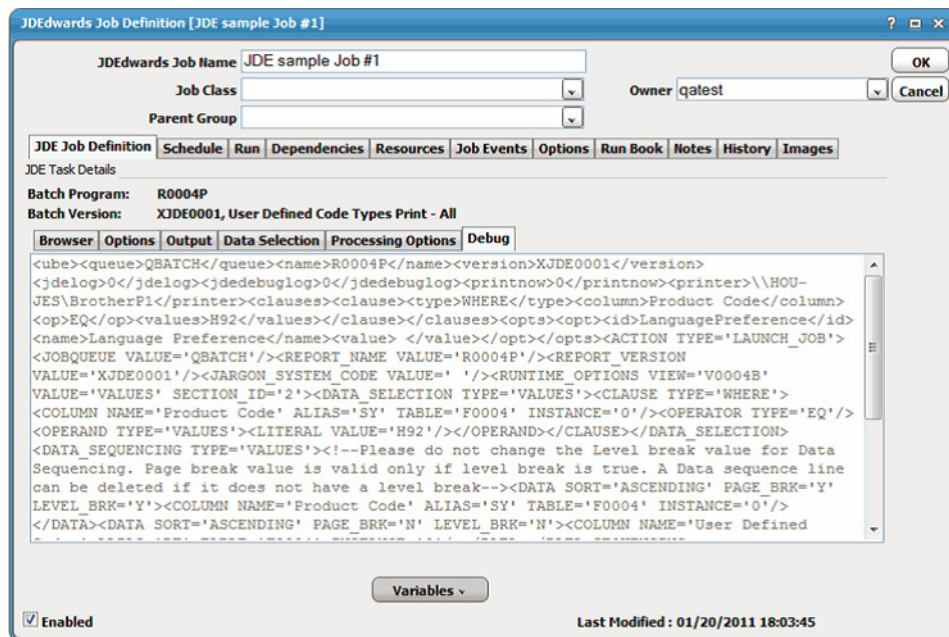 JDEdwards Job Definition [JDE sample Job #1]
JDEdwards Job Name JDE sample Job #1 OK
Job Class Owner qatest Cancel
Parent Group
JDE Job Definition Schedule Run Dependencies Resources Job Events Options Run Book Notes History Images
JDE Task Details
Batch Program: R0004P
Batch Version: XJDE0001, User Defined Code Types Print - All
Browser Options Output Data Selection Processing Options Debug
<ube><queue>QBATCH</queue><name>R0004P</name><version>XJDE0001</version>
<jdelog>0</jdelog><jdedebuglog>0</jdedebuglog><printnow>0</printnow><printer>\\HOU-
JES\BrotherP1</printer><clauses><clause><type>WHERE</type><column>Product Code</column>
<op>EQ</op><values>H92</values></clause></clauses><opts><opt><id>LanguagePreference</id>
<name>Language Preference</name><value> </value></opt></opts><ACTION TYPE='LAUNCH_JOB'>
<JOBQUEUE VALUE='QBATCH'/><REPORT_NAME VALUE='R0004P'/><REPORT_VERSION
VALUE='XJDE0001'/><JARGON_SYSTEM_CODE VALUE=' '/><RUNTIME_OPTIONS VIEW='V0004B'
VALUE='VALUES' SECTION_ID='2'><DATA_SELECTION TYPE='VALUES'><CLAUSE TYPE='WHERE'>
<COLUMN NAME='Product Code' ALIAS='SY' TABLE='F0004' INSTANCE='0'/><OPERATOR TYPE='EQ'/>
<OPERAND TYPE='VALUES'><LITERAL VALUE='H92'/></OPERAND></CLAUSE></DATA_SELECTION>
<DATA_SEQUENCING TYPE='VALUES'><!--Please do not change the Level break value for Data
Sequencing. Page break value is valid only if level break is true. A Data sequence line
can be deleted if it does not have a level break--><DATA SORT='ASCENDING' PAGE_BRK='Y'
LEVEL_BRK='Y'><COLUMN NAME='Product Code' ALIAS='SY' TABLE='F0004' INSTANCE='0'/>
</DATA><DATA SORT='ASCENDING' PAGE_BRK='N' LEVEL_BRK='N'><COLUMN NAME='User Defined
Variables
Enabled Last Modified : 01/20/2011 18:03:45